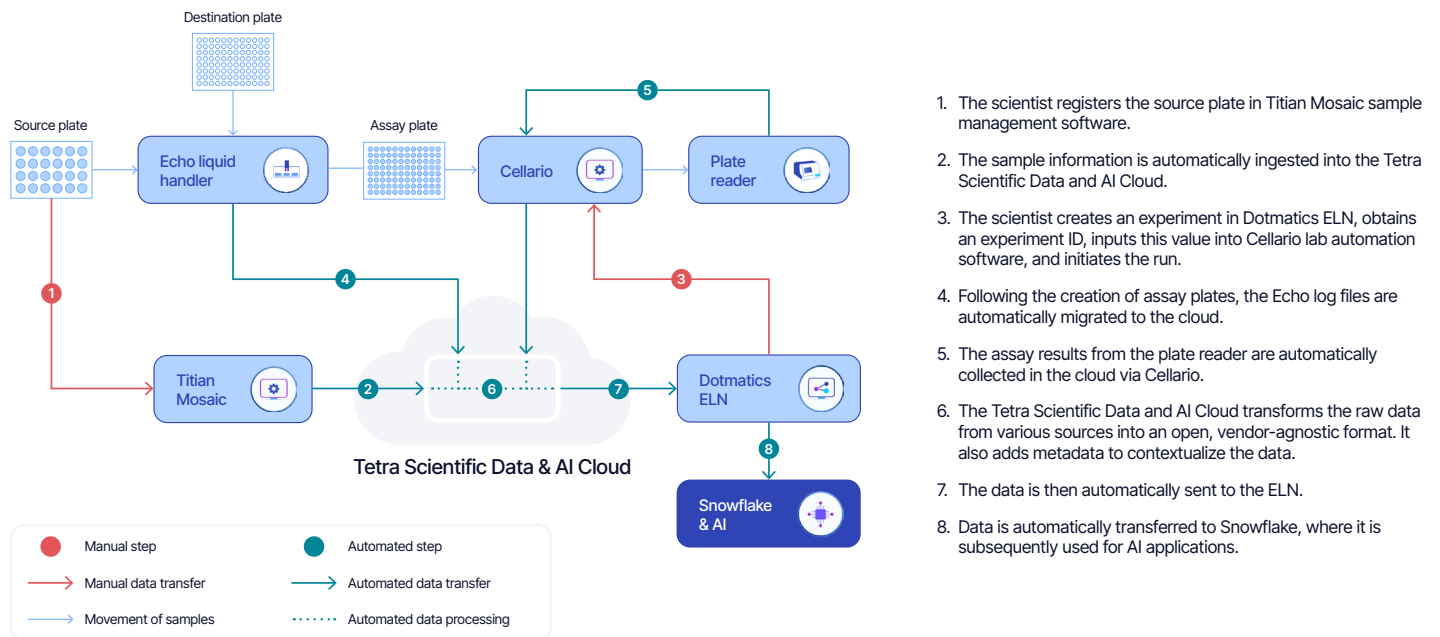 Destination plate
Source plate
Assay plate
5
Echo liquid
handler
Cellario
Plate
reader
1
4
3
Titian
Mosaic
2
6
7
Dotmatics
ELN
8
Tetra Scientific Data & AI Cloud
Snowflake
& AI
Manual step
Automated step
Manual data transfer
Automated data transfer
Movement of samples
Automated data processing
1. The scientist registers the source plate in Titian Mosaic sample
management software.
2. The sample information is automatically ingested into the Tetra
Scientific Data and AI Cloud.
3. The scientist creates an experiment in Dotmatics ELN, obtains
an experiment ID, inputs this value into Cellario lab automation
software, and initiates the run.
4. Following the creation of assay plates, the Echo log files are
automatically migrated to the cloud.
5. The assay results from the plate reader are automatically
collected in the cloud via Cellario.
6. The Tetra Scientific Data and AI Cloud transforms the raw data
from various sources into an open, vendor-agnostic format. It
also adds metadata to contextualize the data.
7. The data is then automatically sent to the ELN.
8. Data is automatically transferred to Snowflake, where it is
subsequently used for AI applications.